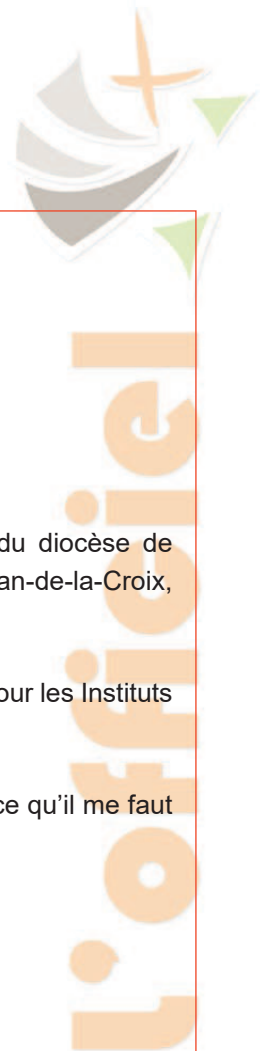 du diocèse de
an-de-la-Croix,
our les Instituts
ce qu’il me faut
l'officiel